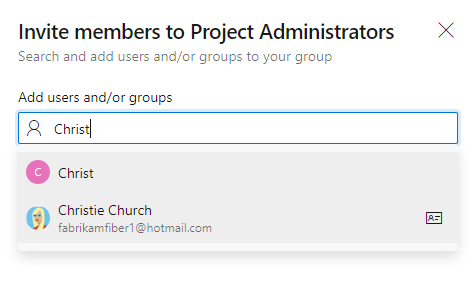 Invite members to Project Administrators
Search and add users and/or groups to your group
Add users and/or groups
Christ
C Christ
Christie Church
fabrikamfiber1@hotmail.com